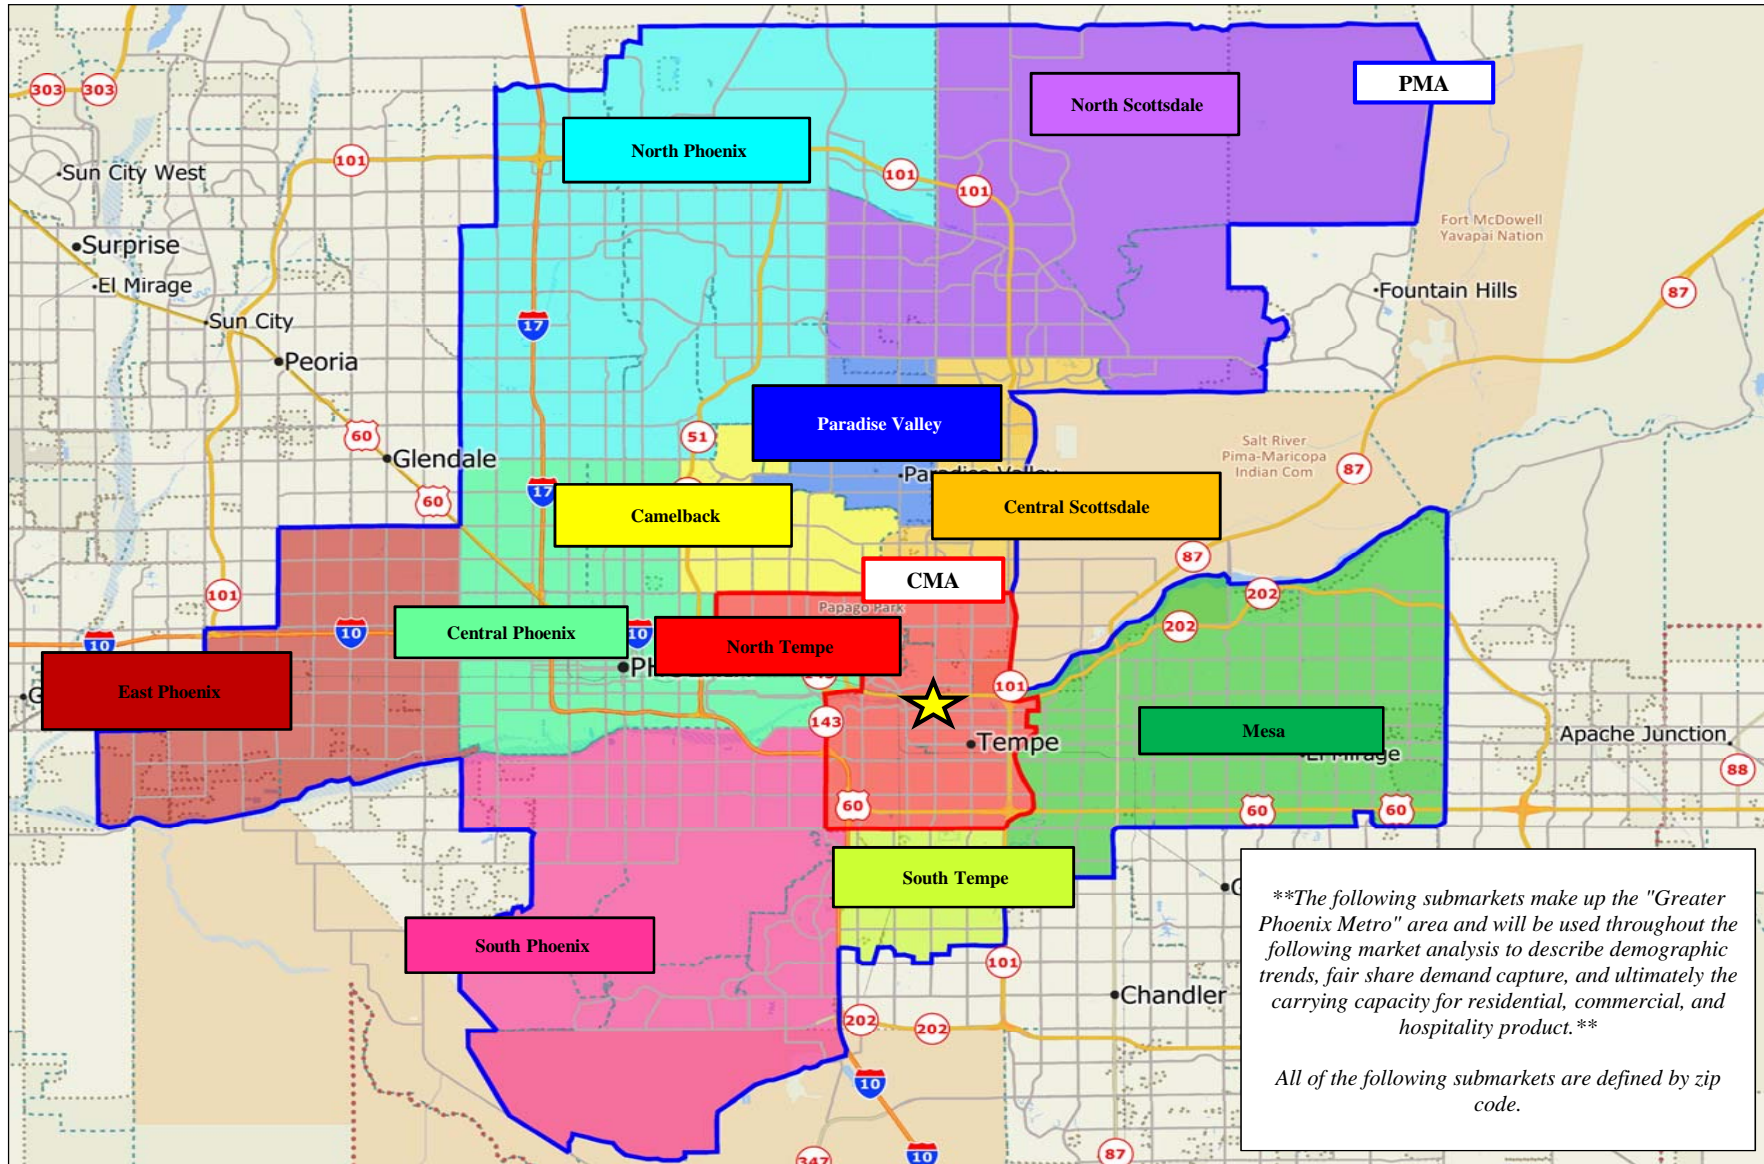 303
303
PMA
North Scottsdale
North Phoenix
101
101
101
Sun City West
Fort McDowell
Yavapai Nation
Surprise
El Mirage
Fountain Hills
87
Sun City
17
Peoria
Paradise Valley
60
51
Glendale
Salt River
Pima-Maricopa
Indian Com
87
17
60
Camelback
Central Scottsdale
87
CMA
101
202
Papago Park
10
10
Central Phoenix
202
North Tempe
10
East Phoenix
101
143
Mesa
Tempe
El Mirage
Apache Junction
88
60
60
60
South Tempe
South Phoenix
101
Chandler
202
202
10
347
10
87
**The following submarkets make up the "Greater
Phoenix Metro" area and will be used throughout the
following market analysis to describe demographic
trends, fair share demand capture, and ultimately the
carrying capacity for residential, commercial, and
hospitality product.**
All of the following submarkets are defined by zip
code.